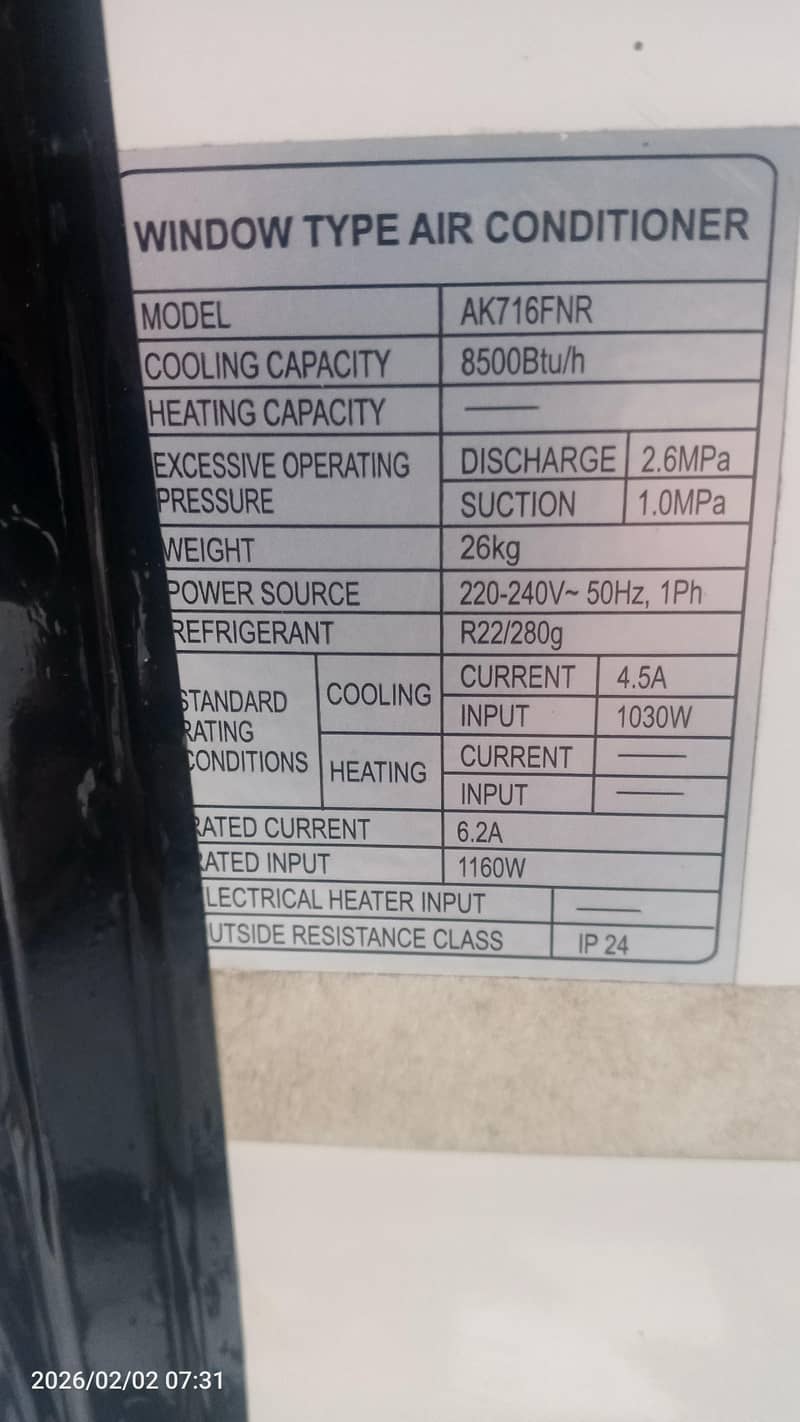 WINDOW TYPE AIR CONDITIONER
MODEL AK716FNR
COOLING CAPACITY 8500Btu/h
HEATING CAPACITY ——
EXCESSIVE OPERATING PRESSURE DISCHARGE 2.6MPa
SUCTION 1.0MPa
WEIGHT 26kg
POWER SOURCE 220-240V~ 50Hz, 1Ph
REFRIGERANT R22/280g
STANDARD RATING CONDITIONS COOLING CURRENT 4.5A
INPUT 1030W
HEATING CURRENT ——
INPUT ——
RATED CURRENT 6.2A
RATED INPUT 1160W
LECTRICAL HEATER INPUT ——
UTSIDE RESISTANCE CLASS IP 24
2026/02/02 07:31